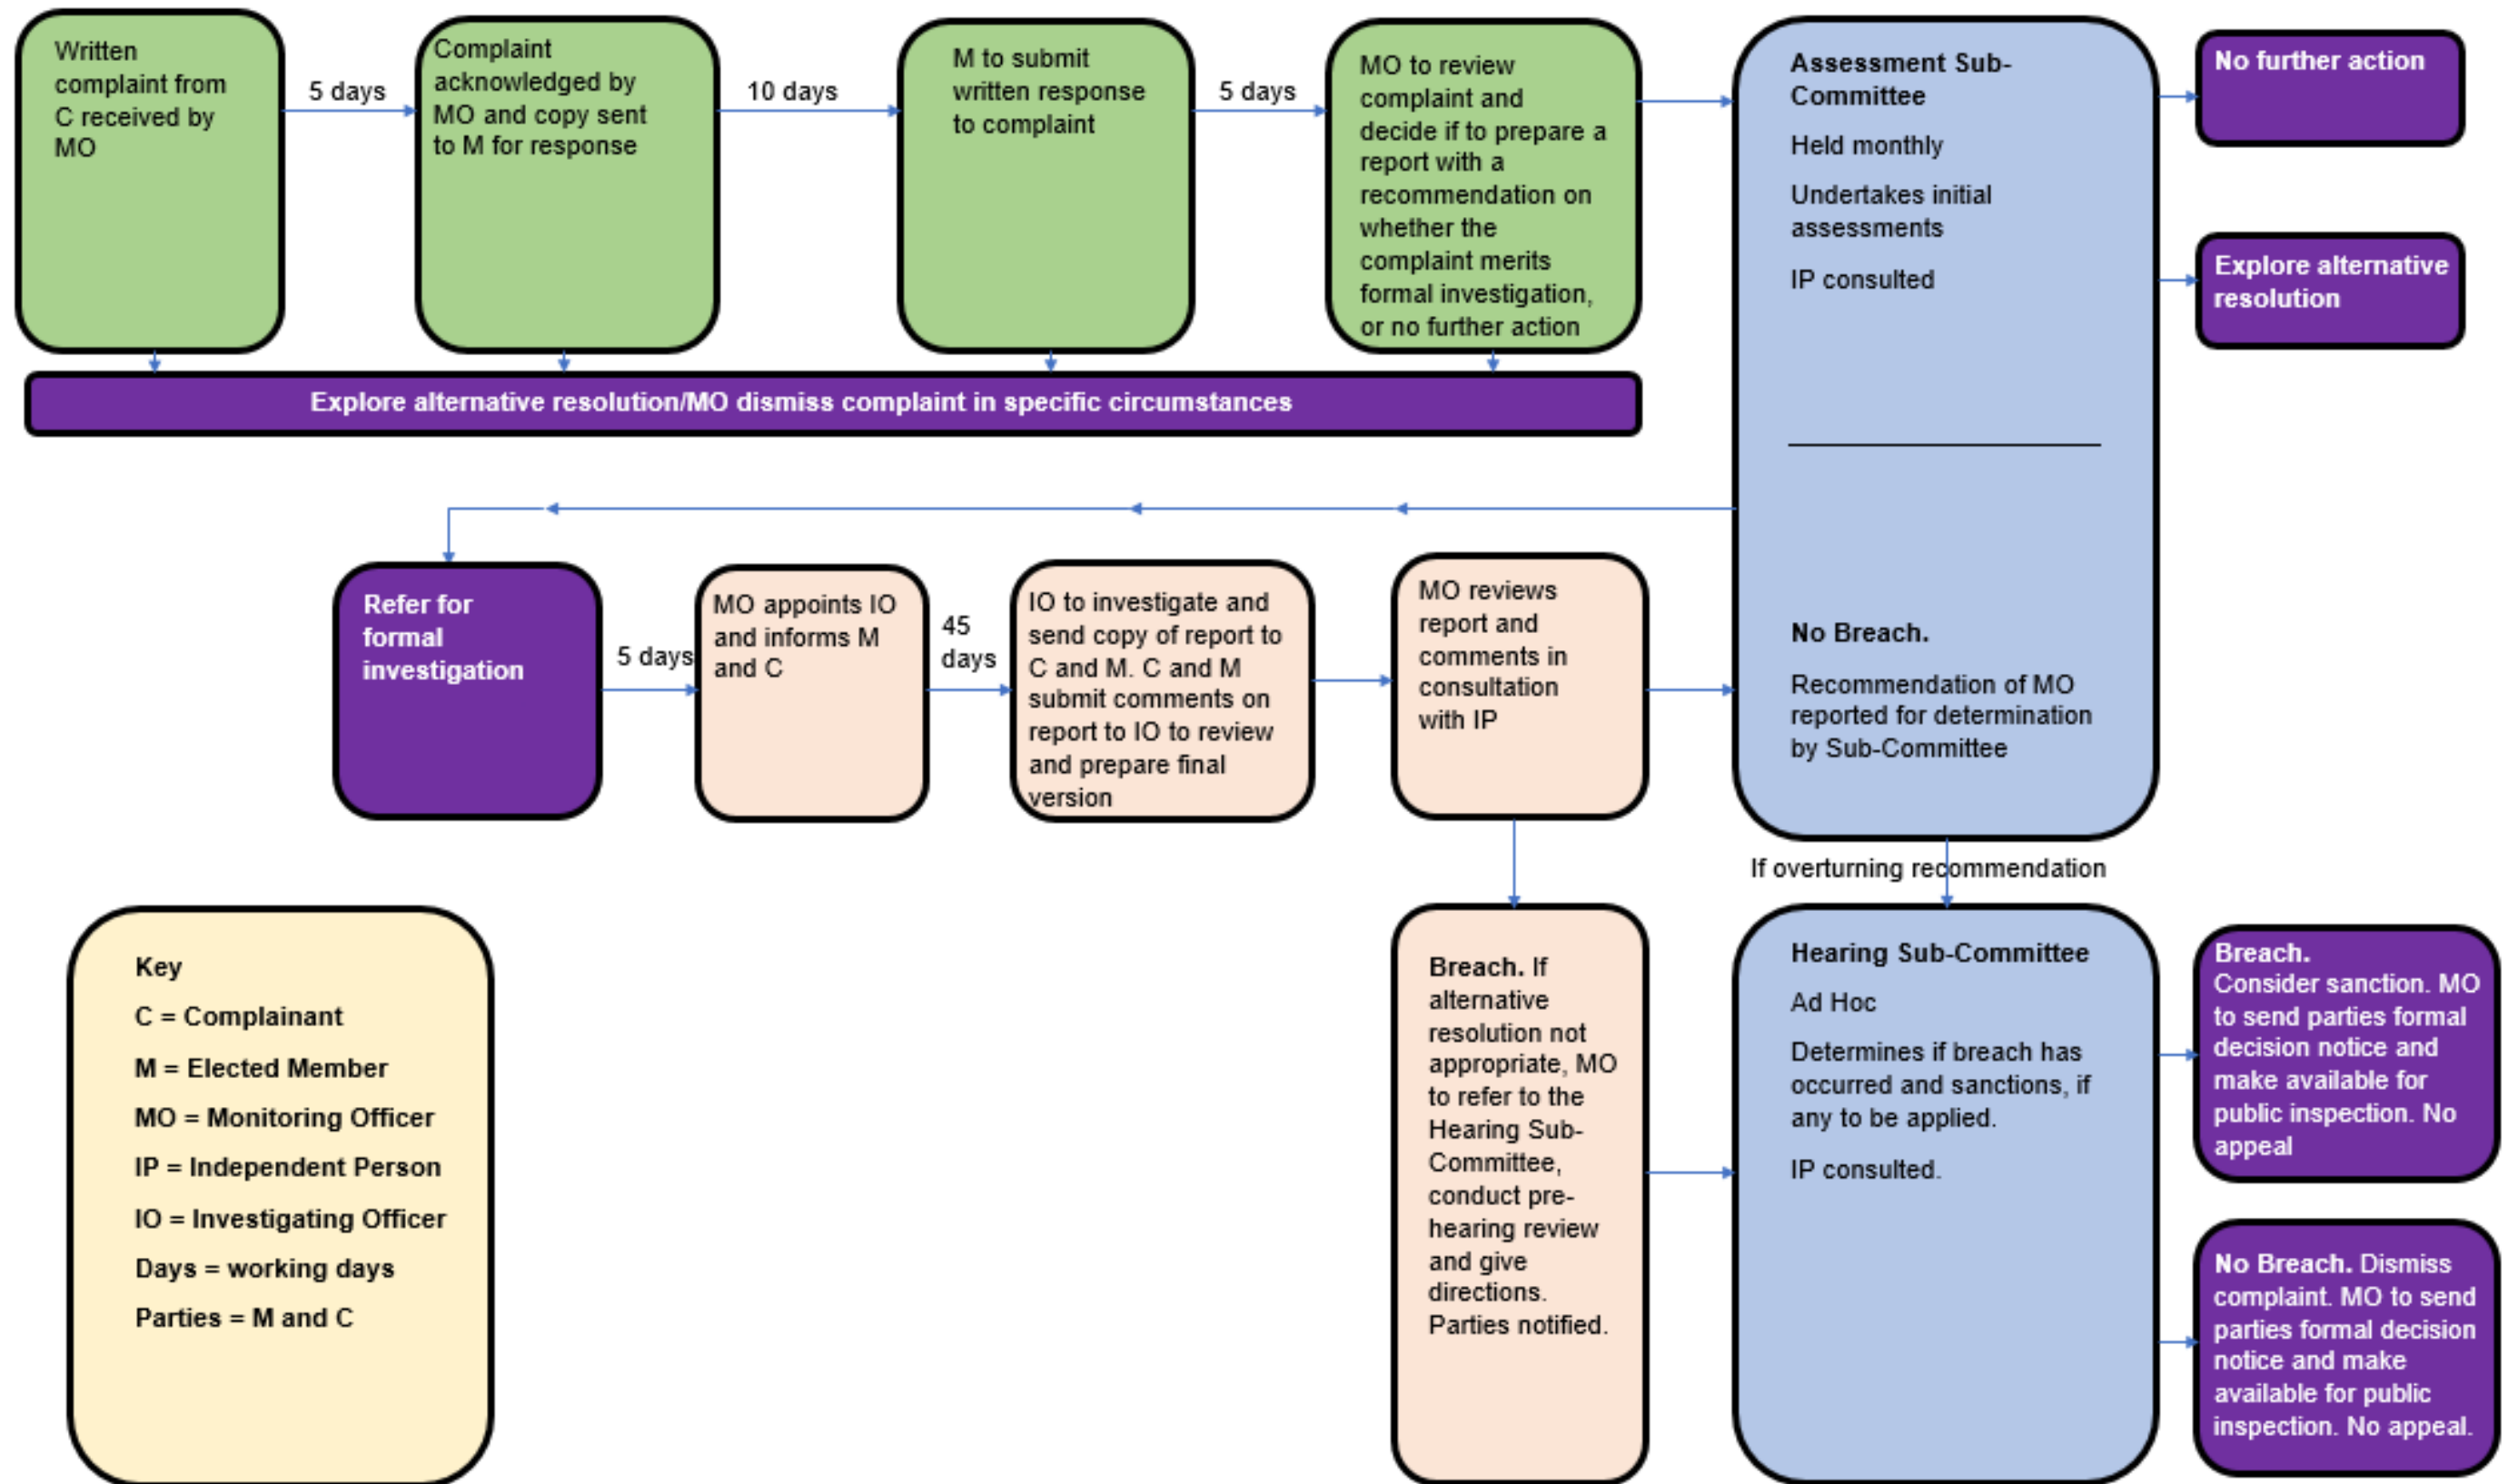 Written
complaint from
C received by
MO
5 days
Complaint
acknowledged by
MO and copy sent
to M for response
10 days
M to submit
written response
to complaint
5 days
MO to review
complaint and
decide if to prepare a
report with a
recommendation on
whether the
complaint merits
formal investigation,
or no further action
Assessment Sub-
Committee
Held monthly
Undertakes initial
assessments
IP consulted
No further action
Explore alternative
resolution
Explore alternative resolution/MO dismiss complaint in specific circumstances
Refer for
formal
investigation
5 days
MO appoints IO
and informs M
and C
45
days
IO to investigate and
send copy of report to
C and M. C and M
submit comments on
report to IO to review
and prepare final
version
MO reviews
report and
comments in
consultation
with IP
No Breach.
Recommendation of MO
reported for determination
by Sub-Committee
If overturning recommendation
Key
C = Complainant
M = Elected Member
MO = Monitoring Officer
IP = Independent Person
IO = Investigating Officer
Days = working days
Parties = M and C
Breach. If
alternative
resolution not
appropriate, MO
to refer to the
Hearing Sub-
Committee,
conduct pre-
hearing review
and give
directions.
Parties notified.
Hearing Sub-Committee
Ad Hoc
Determines if breach has
occurred and sanctions, if
any to be applied.
IP consulted.
Breach.
Consider sanction. MO
to send parties formal
decision notice and
make available for
public inspection. No
appeal
No Breach. Dismiss
complaint. MO to send
parties formal decision
notice and make
available for public
inspection. No appeal.